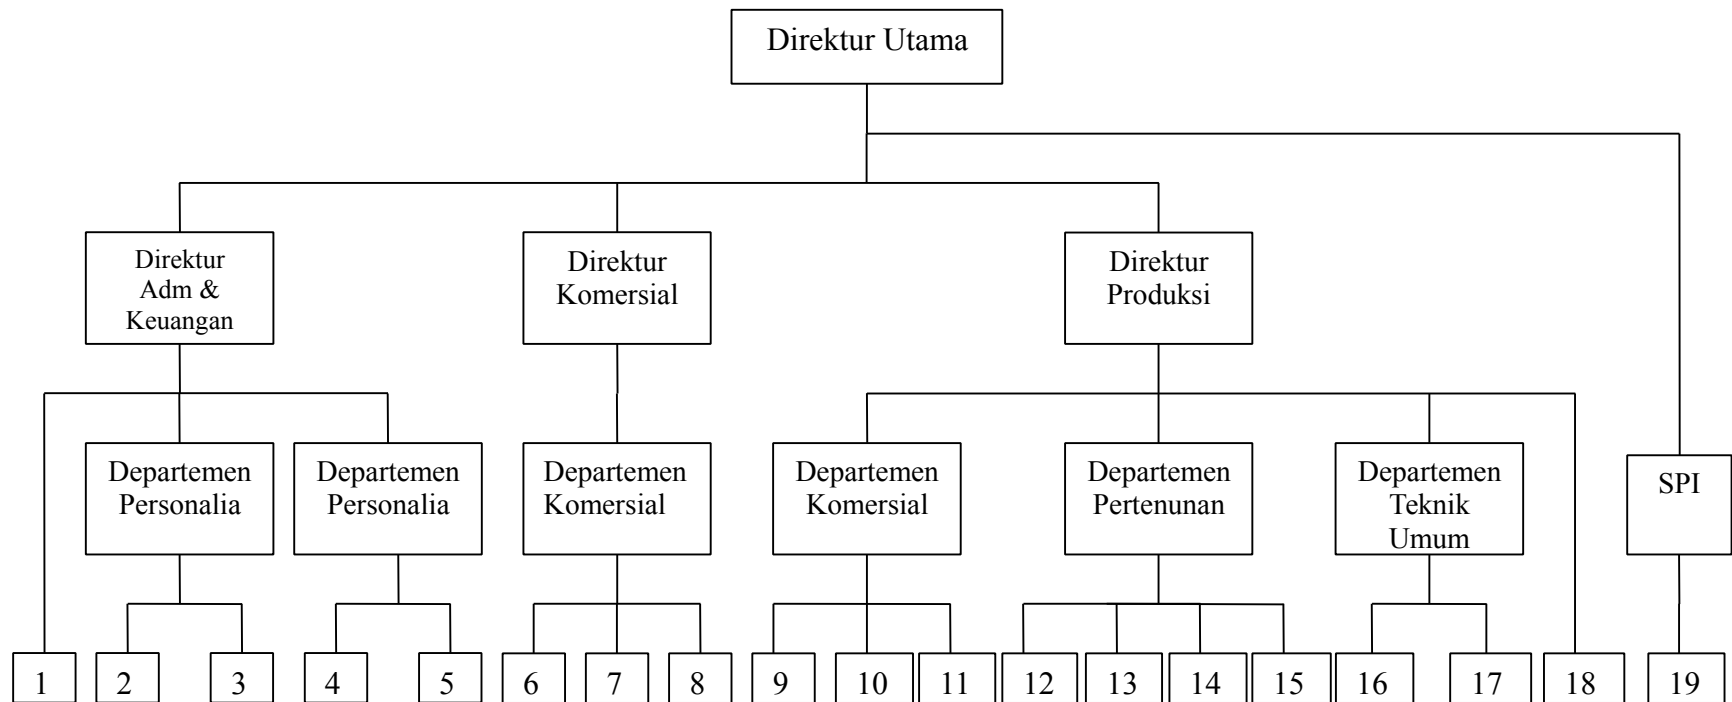 Direktur Utama
Direktur
Adm &
Keuangan
Direktur
Komersial
Direktur
Produksi
Departemen
Personalia
Departemen
Personalia
Departemen
Komersial
Departemen
Komersial
Departemen
Pertenunan
Departemen
Teknik
Umum
SPI
1
2
3
4
5
6
7
8
9
10
11
12
13
14
15
16
17
18
19